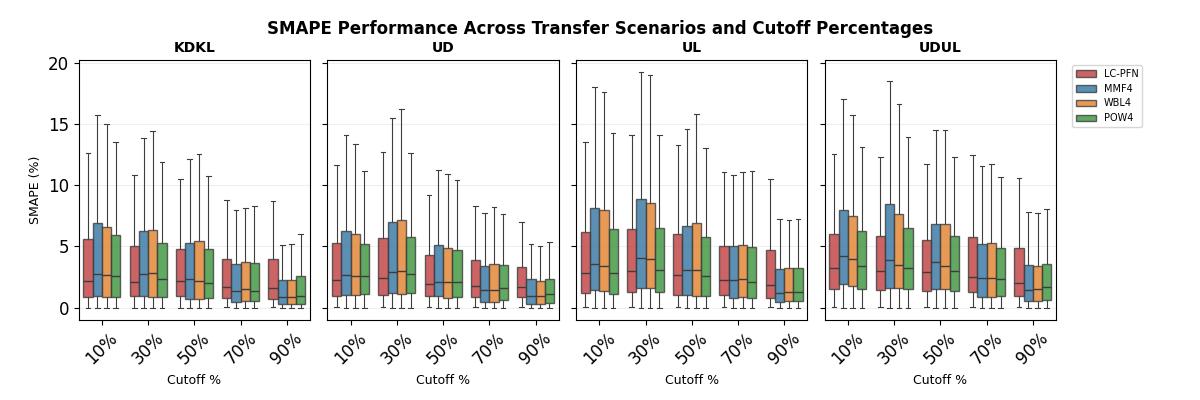 SMAPE Performance Across Transfer Scenarios and Cutoff Percentages
KDKL UD UL UDUL
SMAPE (%)
20
15
10
5
0
10% 30% 50% 70% 90%
Cutoff %
10% 30% 50% 70% 90%
Cutoff %
10% 30% 50% 70% 90%
Cutoff %
10% 30% 50% 70% 90%
Cutoff %
LC-PFN
MMF4
WBL4
POW4